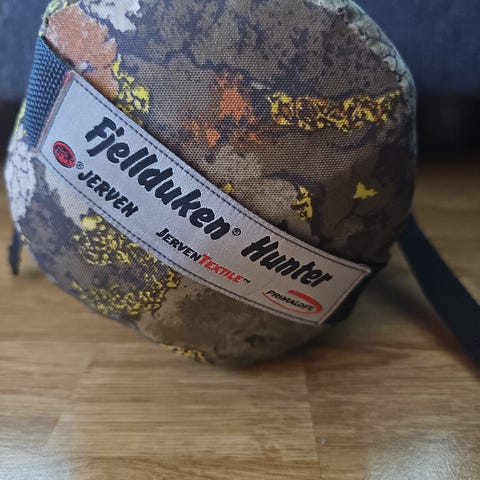 Fjellduken® Hunter
® JERVEN
JERVENTEXTILE™
PRIMALOFT